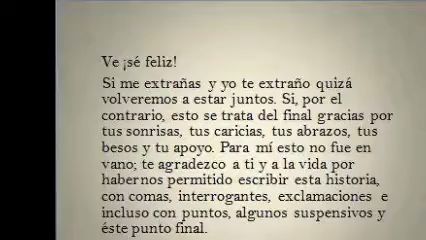 Ve ¡sé feliz!
Si me extrañas y yo te extraño quizá
volveremos a estar juntos. Si, por el
contrario, esto se trata del final gracias por
tus sonrisas, tus caricias, tus abrazos, tus
besos y tu apoyo. Para mí esto no fue en
vano; te agradezco a ti y a la vida por
habernos permitido escribir esta historia,
con comas, interrogantes, exclamaciones e
incluso con puntos, algunos suspensivos y
éste punto final.